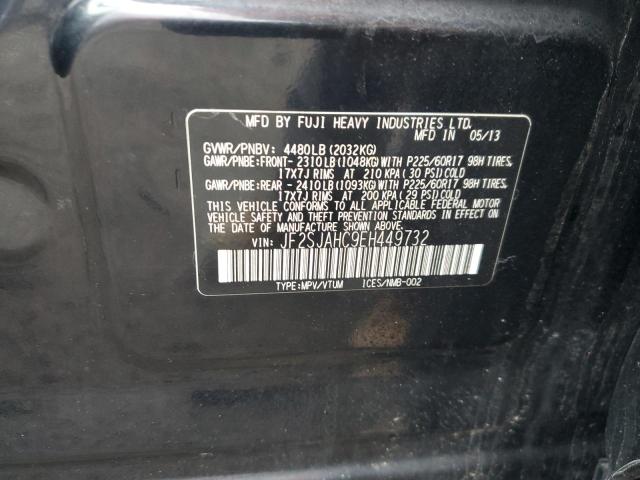 MFD BY FUJI HEAVY INDUSTRIES LTD.
MFD IN 05/13
GVWR/PNBV: 4480LB (2032KG)
GAWR/PNBE:FRONT- 2310LB (1048KG) WITH P225/60R17 98H TIRES,
17X7J RIMS AT 210 KPA ( 30 PSI) COLD
GAWR/PNBE:REAR - 2410LB (1093KG) WITH P225/60R17 98H TIRES,
17X7J RIMS AT 200 KPA ( 29 PSI) COLD
THIS VEHICLE CONFORMS TO ALL APPLICABLE FEDERAL MOTOR
VEHICLE SAFETY AND THEFT PREVENTION STANDARDS IN EFFECT ON
THE DATE OF MANUFACTURE SHOWN ABOVE.
VIN: JF2SJAHC9EH449732
TYPE:MPV/VTUM ICES/NMB-002